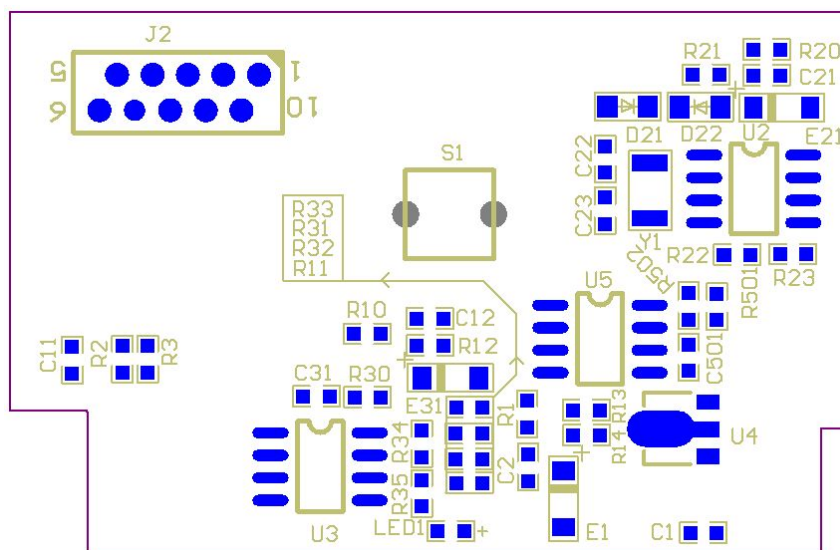 J2
5
1
6
10
R21
R20
C21
D21
D22
U2
E21
C22
S1
C23
Y1
R33
R31
R32
R11
R22
R23
R502
U5
R501
R10
C12
R12
C501
C11
R2
R3
C31
R30
E31
R1
R13
R34
R14
U4
C2
R35
U3
LED1
E1
C1